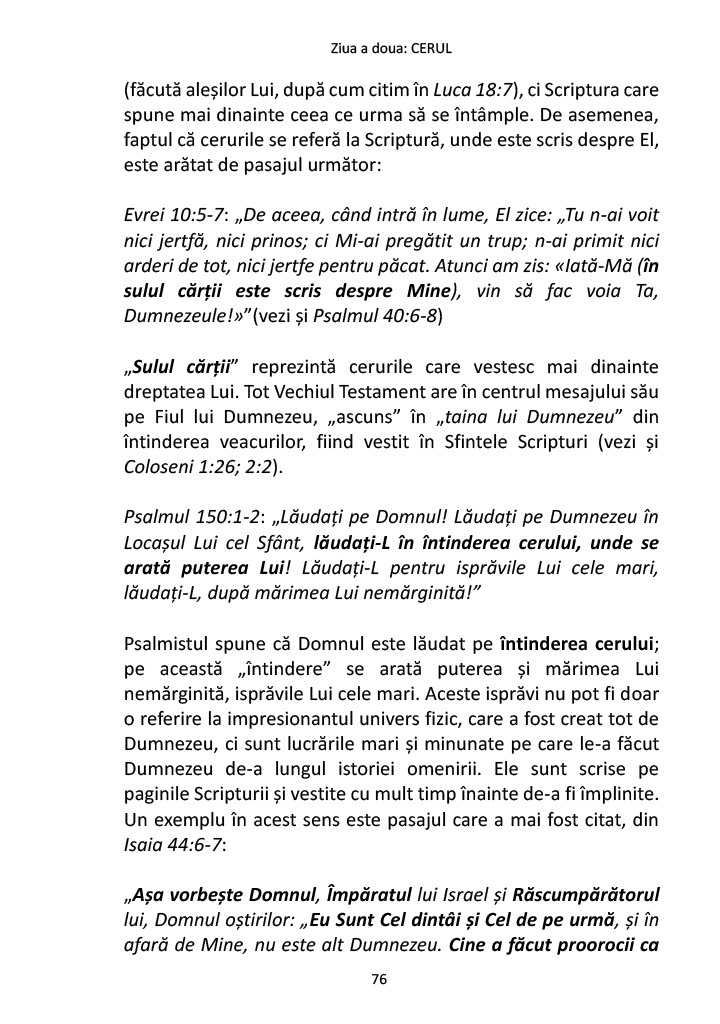 Ziua a doua: CERUL
(făcută aleșilor Lui, după cum citim în Luca 18:7), ci Scriptura care
spune mai dinainte ceea ce urma să se întâmple. De asemenea,
faptul că cerurile se referă la Scriptură, unde este scris despre El,
este arătat de pasajul următor:
Evrei 10:5-7: „De aceea, când intră în lume, El zice: „Tu n-ai voit
nici jertfă, nici prinos; ci Mi-ai pregătit un trup; n-ai primit nici
arderi de tot, nici jertfe pentru păcat. Atunci am zis: «Iată-Mă (în
sulul cărții este scris despre Mine), vin să fac voia Ta,
Dumnezeule!»”(vezi și Psalmul 40:6-8)
„Sulul cărții” reprezintă cerurile care vestesc mai dinainte
dreptatea Lui. Tot Vechiul Testament are în centrul mesajului său
pe Fiul lui Dumnezeu, „ascuns” în „taina lui Dumnezeu” din
întinderea veacurilor, fiind vestit în Sfintele Scripturi (vezi și
Coloseni 1:26; 2:2).
Psalmul 150:1-2: „Lăudați pe Domnul! Lăudați pe Dumnezeu în
Locașul Lui cel Sfânt, lăudați-L în întinderea cerului, unde se
arată puterea Lui! Lăudați-L pentru isprăvile Lui cele mari,
lăudați-L, după mărimea Lui nemărginită!”
Psalmistul spune că Domnul este lăudat pe întinderea cerului;
pe această „întindere” se arată puterea și mărimea Lui
nemărginită, isprăvile Lui cele mari. Aceste isprăvi nu pot fi doar
o referire la impresionantul univers fizic, care a fost creat tot de
Dumnezeu, ci sunt lucrările mari și minunate pe care le-a făcut
Dumnezeu de-a lungul istoriei omenirii. Ele sunt scrise pe
paginile Scripturii și vestite cu mult timp înainte de-a fi împlinite.
Un exemplu în acest sens este pasajul care a mai fost citat, din
Isaia 44:6-7:
„Așa vorbește Domnul, Împăratul lui Israel și Răscumpărătorul
lui, Domnul oștirilor: „Eu Sunt Cel dintâi și Cel de pe urmă, și în
afară de Mine, nu este alt Dumnezeu. Cine a făcut proorocii ca
76